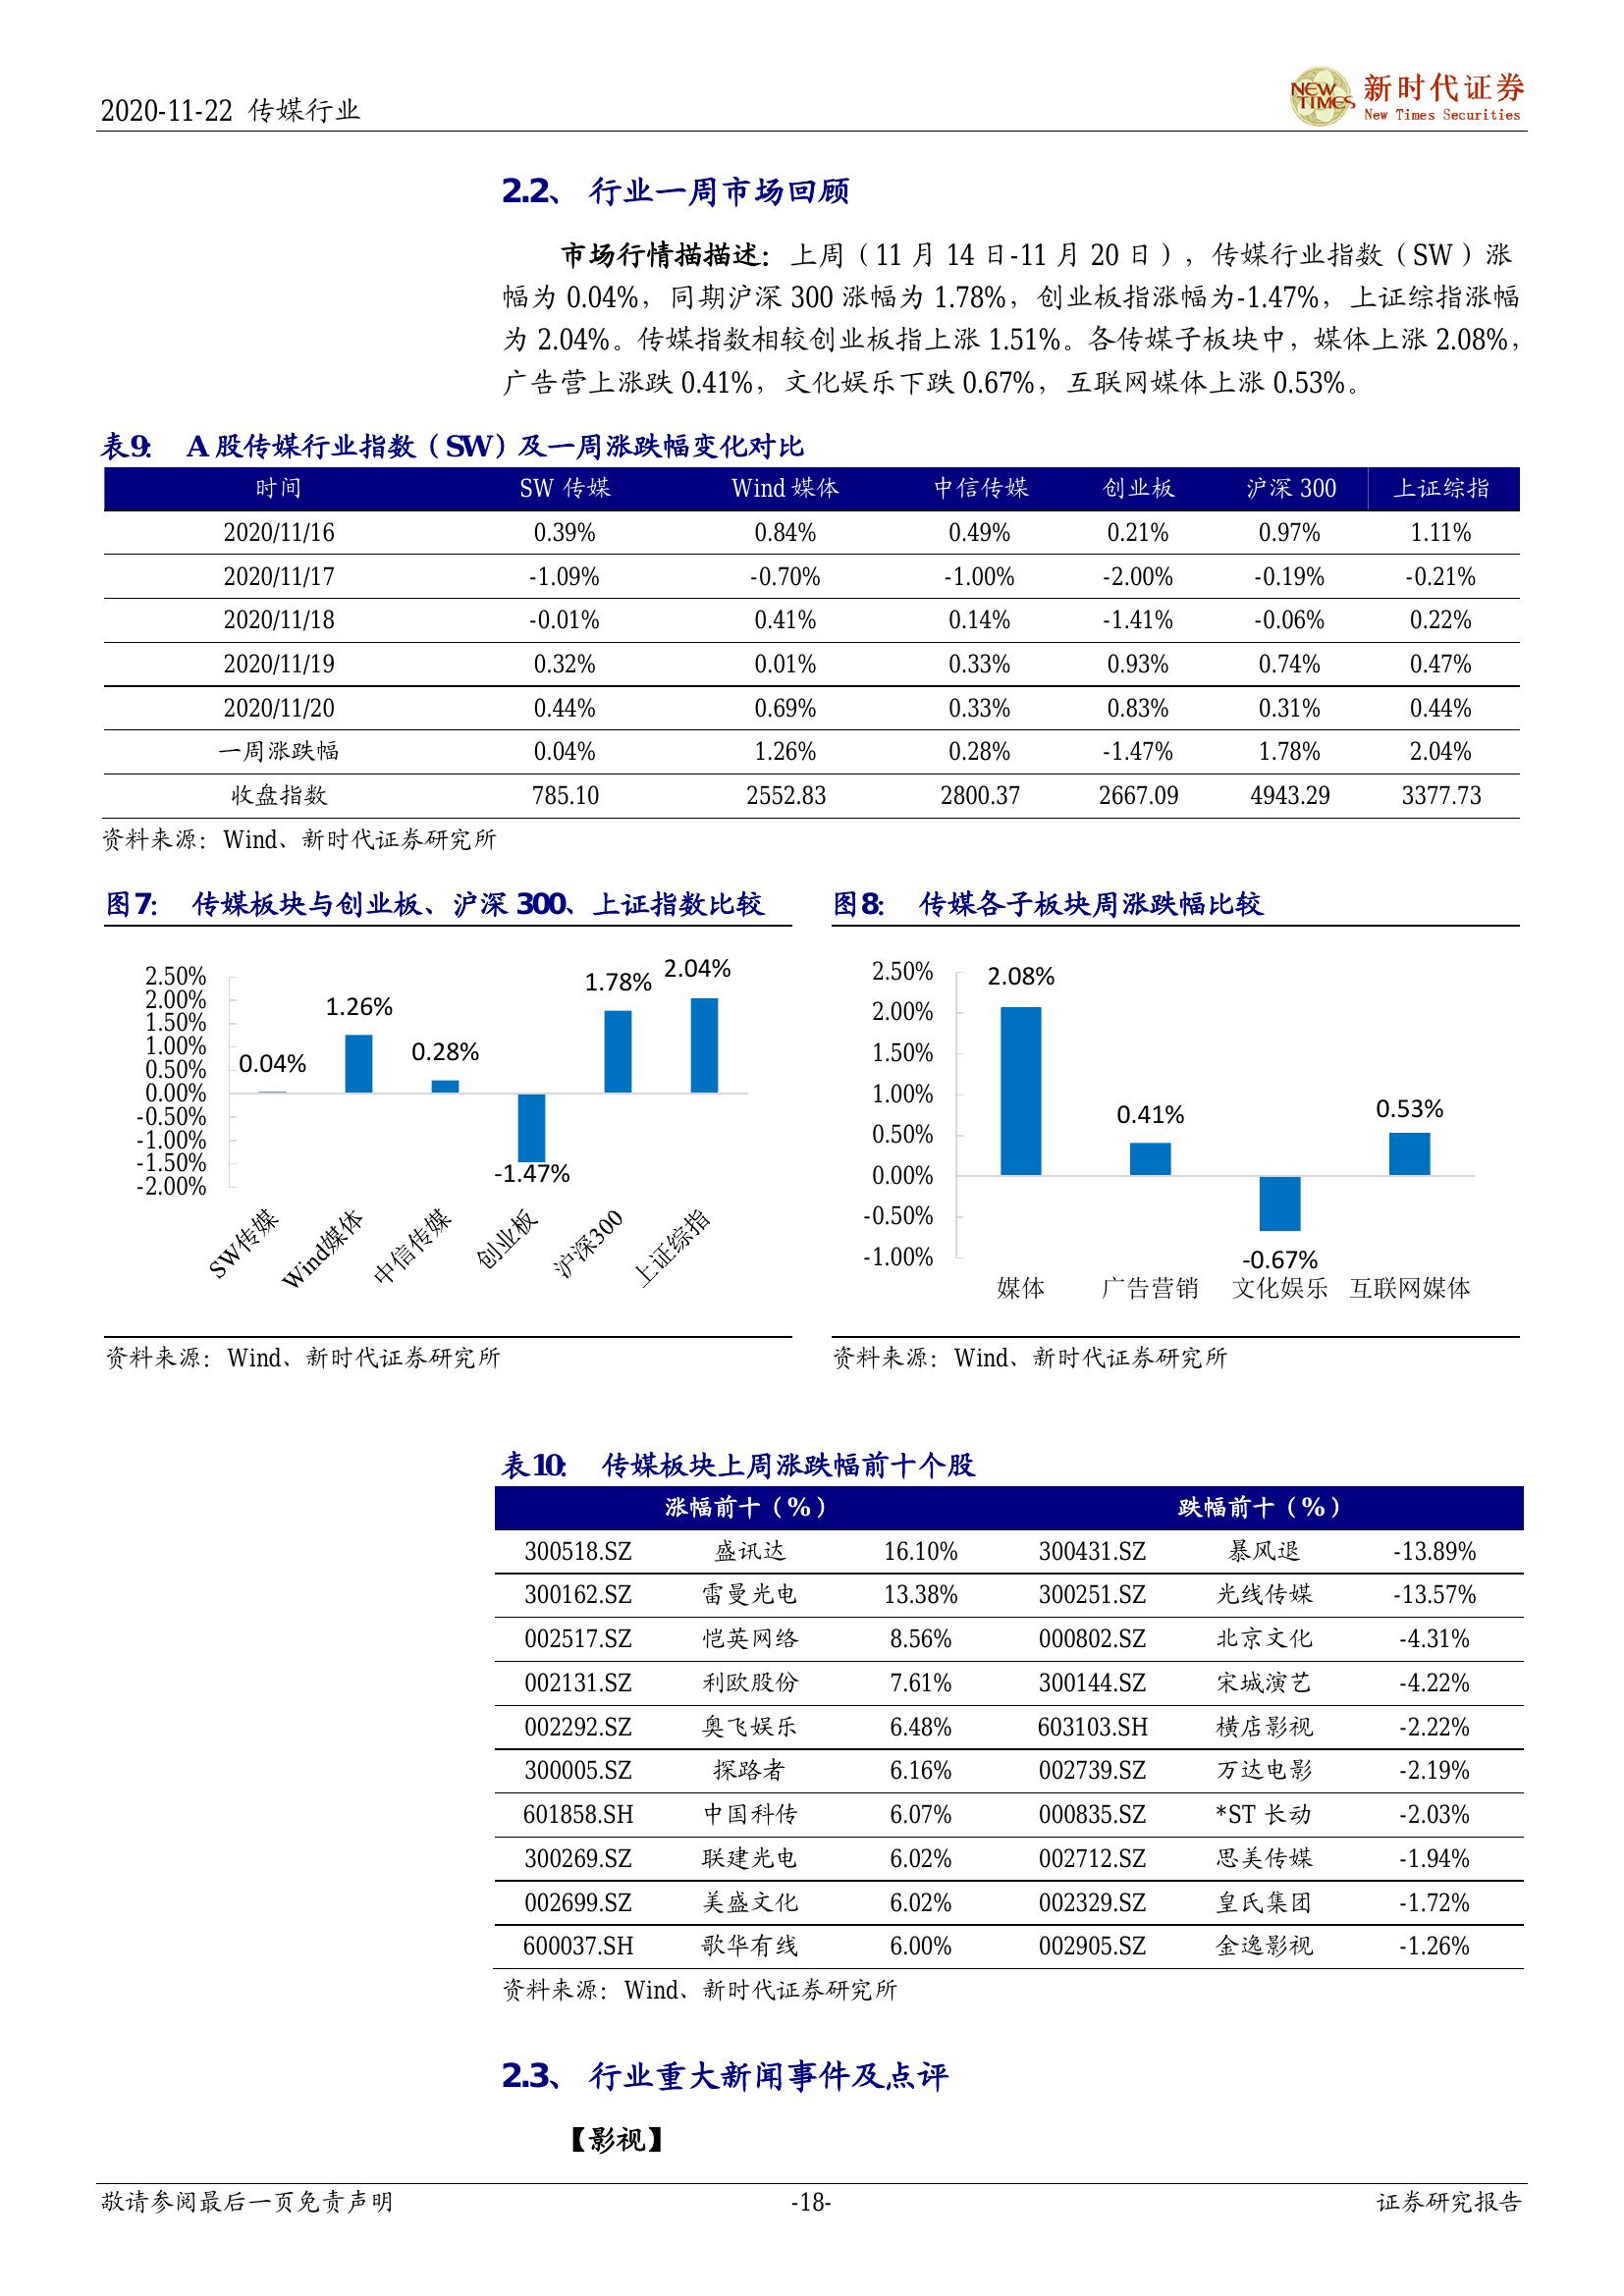 2020-11-22 传媒行业
NEW TIMES 新时代证券
New Times Securities
2.2、 行业一周市场回顾
市场行情描描述：上周（11 月 14 日-11 月 20 日），传媒行业指数（SW）涨
幅为 0.04%，同期沪深 300 涨幅为 1.78%，创业板指涨幅为-1.47%，上证综指涨幅
为 2.04%。传媒指数相较创业板指上涨 1.51%。各传媒子板块中，媒体上涨 2.08%，
广告营上涨跌 0.41%，文化娱乐下跌 0.67%，互联网媒体上涨 0.53%。
表9： A 股传媒行业指数（SW）及一周涨跌幅变化对比
时间 SW 传媒 Wind 媒体 中信传媒 创业板 沪深 300 上证综指
2020/11/16 0.39% 0.84% 0.49% 0.21% 0.97% 1.11%
2020/11/17 -1.09% -0.70% -1.00% -2.00% -0.19% -0.21%
2020/11/18 -0.01% 0.41% 0.14% -1.41% -0.06% 0.22%
2020/11/19 0.32% 0.01% 0.33% 0.93% 0.74% 0.47%
2020/11/20 0.44% 0.69% 0.33% 0.83% 0.31% 0.44%
一周涨跌幅 0.04% 1.26% 0.28% -1.47% 1.78% 2.04%
收盘指数 785.10 2552.83 2800.37 2667.09 4943.29 3377.73
资料来源：Wind、新时代证券研究所
图7： 传媒板块与创业板、沪深 300、上证指数比较
2.50%
2.00%
1.50%
1.00%
0.50%
0.00%
-0.50%
-1.00%
-1.50%
-2.00%
0.04% 1.26% 0.28% -1.47% 1.78% 2.04%
SW传媒 Wind媒体 中信传媒 创业板 沪深300 上证综指
资料来源：Wind、新时代证券研究所
图8： 传媒各子板块周涨跌幅比较
2.50%
2.00%
1.50%
1.00%
0.50%
0.00%
-0.50%
-1.00%
2.08% 0.41% -0.67% 0.53%
媒体 广告营销 文化娱乐 互联网媒体
资料来源：Wind、新时代证券研究所
表10： 传媒板块上周涨跌幅前十个股
涨幅前十（%） 跌幅前十（%）
300518.SZ 盛讯达 16.10% 300431.SZ 暴风退 -13.89%
300162.SZ 雷曼光电 13.38% 300251.SZ 光线传媒 -13.57%
002517.SZ 恺英网络 8.56% 000802.SZ 北京文化 -4.31%
002131.SZ 利欧股份 7.61% 300144.SZ 宋城演艺 -4.22%
002292.SZ 奥飞娱乐 6.48% 603103.SH 横店影视 -2.22%
300005.SZ 探路者 6.16% 002739.SZ 万达电影 -2.19%
601858.SH 中国科传 6.07% 000835.SZ *ST 长动 -2.03%
300269.SZ 联建光电 6.02% 002712.SZ 思美传媒 -1.94%
002699.SZ 美盛文化 6.02% 002329.SZ 皇氏集团 -1.72%
600037.SH 歌华有线 6.00% 002905.SZ 金逸影视 -1.26%
资料来源：Wind、新时代证券研究所
2.3、 行业重大新闻事件及点评
【影视】
敬请参阅最后一页免责声明 -18- 证券研究报告